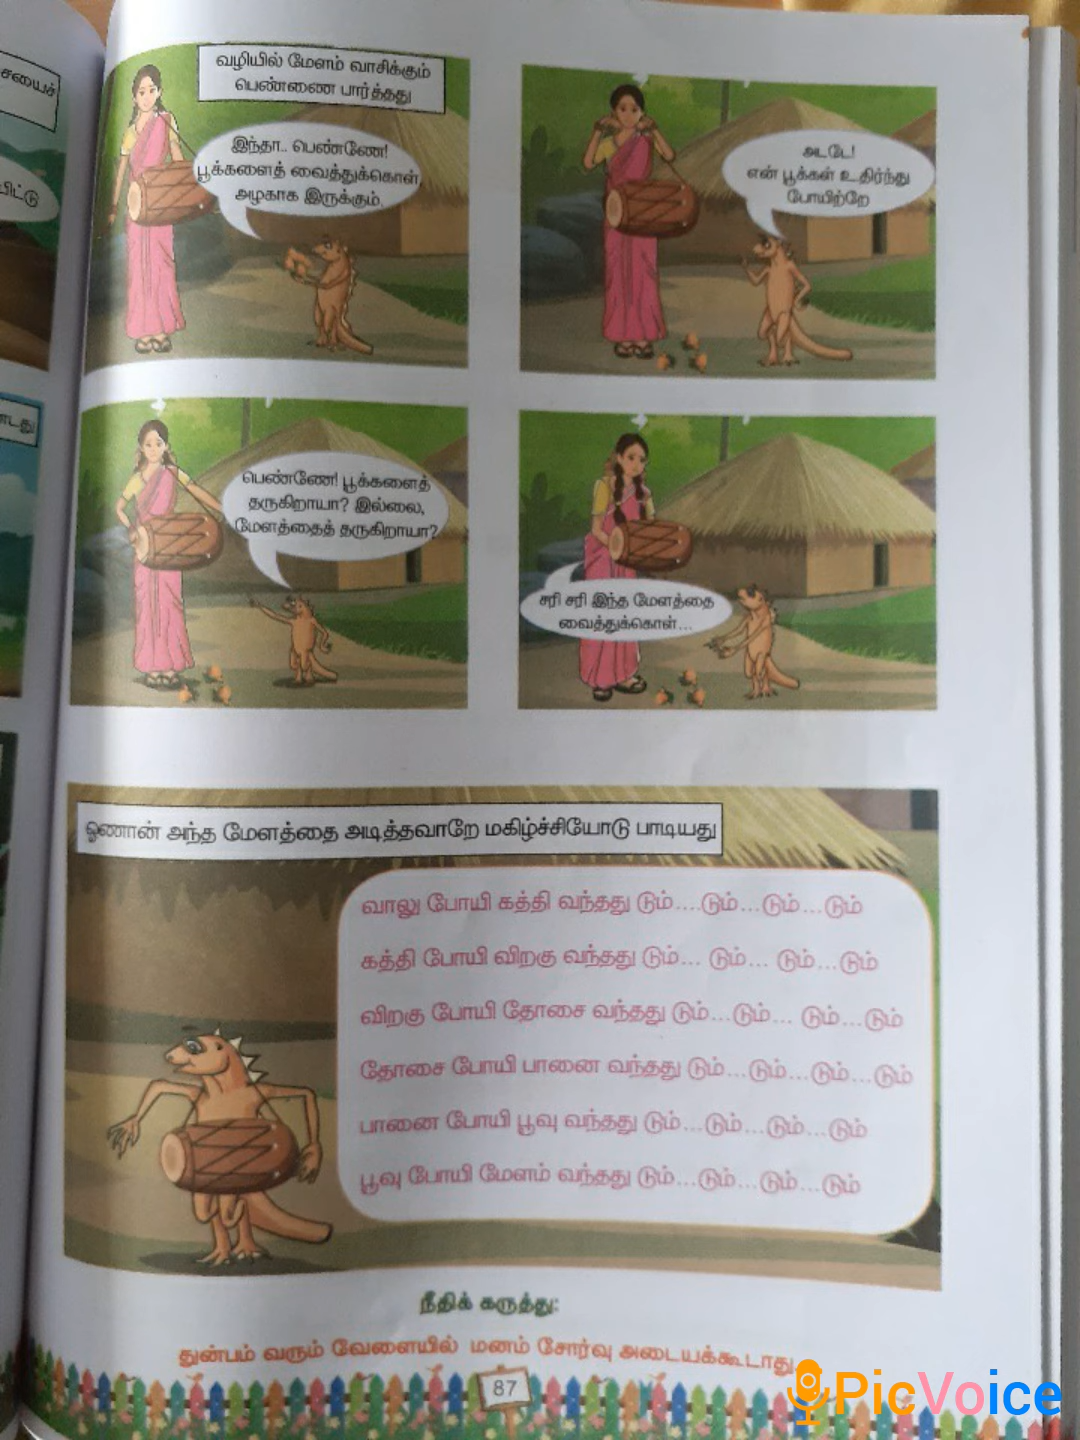 சயைச்
விட்டு
ண்டது
வழியில் மேளம் வாசிக்கும்
பெண்ணை பார்த்தது
இந்தா.. பெண்ணே!
பூக்களைத் வைத்துக்கொள்,
அழகாக இருக்கும்.
அடடே!
என் பூக்கள் உதிர்ந்து
போயிற்றே
பெண்ணே! பூக்களைத்
தருகிறாயா? இல்லை,
மேளத்தைத் தருகிறாயா?
சரி சரி இந்த மேளத்தை
வைத்துக்கொள்...
ஓணான் அந்த மேளத்தை அடித்தவாறே மகிழ்ச்சியோடு பாடியது
வாலு போயி கத்தி வந்தது டும்....டும்...டும்...டும்
கத்தி போயி விறகு வந்தது டும்... டும்... டும்...டும்
விறகு போயி தோசை வந்தது டும்...டும்... டும்...டும்
தோசை போயி பானை வந்தது டும்...டும்...டும்...டும்
பானை போயி பூவு வந்தது டும்...டும்...டும்...டும்
பூவு போயி மேளம் வந்தது டும்...டும்...டும்...டும்
நீதிக் கருத்து:
துன்பம் வரும் வேளையில் மனம் சோர்வு அடையக்கூடாது
87
PicVoice